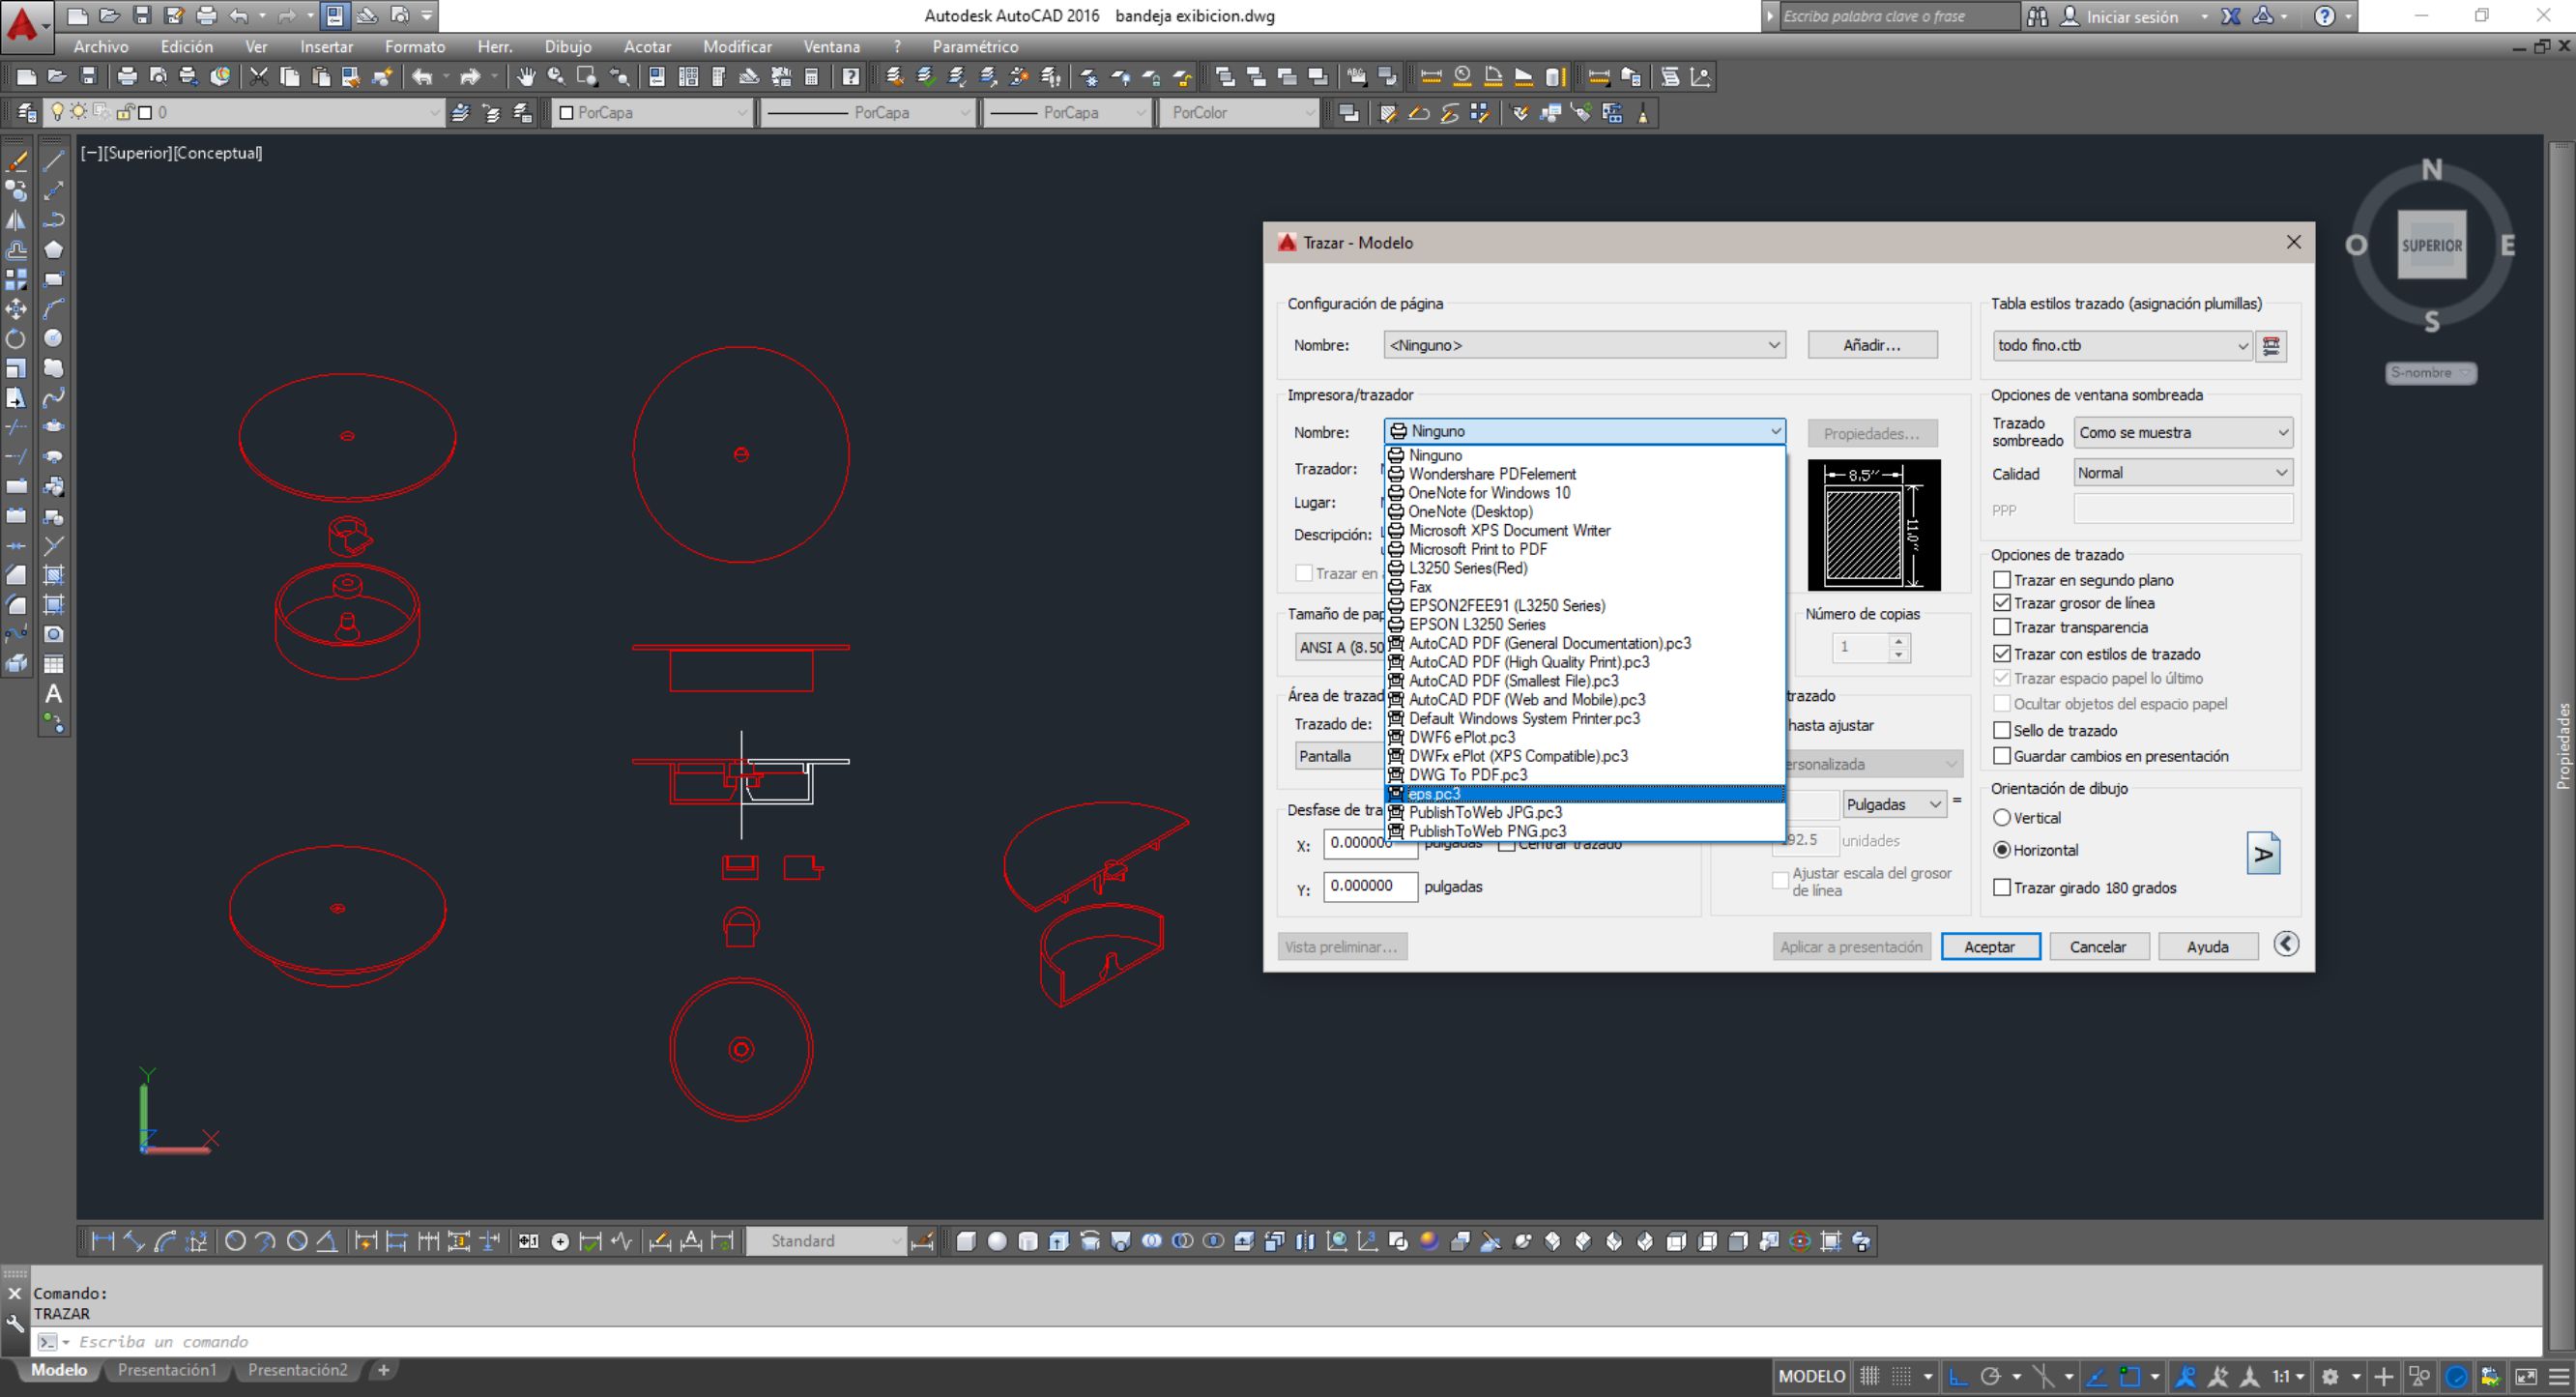 Autodesk AutoCAD 2016 bandeja exibicion.dwg
Escriba palabra clave o frase
Iniciar sesión
Archivo Edición Ver Insertar Formato Herr. Dibujo Acotar Modificar Ventana ? Paramétrico
0 PorCapa PorCapa PorCapa PorColor
[−][Superior][Conceptual]
N
O SUPERIOR E
S
S-nombre
Trazar - Modelo
Configuración de página
Nombre: <Ninguno> Añadir...
Tabla estilos trazado (asignación plumillas)
todo fino.ctb
Impresora/trazador
Nombre: Ninguno Propiedades...
Trazador:
Lugar:
Descripción:
Trazar en
Ninguno
Wondershare PDFelement
OneNote for Windows 10
OneNote (Desktop)
Microsoft XPS Document Writer
Microsoft Print to PDF
L3250 Series(Red)
Fax
EPSON2FEE91 (L3250 Series)
EPSON L3250 Series
AutoCAD PDF (General Documentation).pc3
AutoCAD PDF (High Quality Print).pc3
AutoCAD PDF (Smallest File).pc3
AutoCAD PDF (Web and Mobile).pc3
Default Windows System Printer.pc3
DWF6 ePlot.pc3
DWFx ePlot (XPS Compatible).pc3
DWG To PDF.pc3
eps.pc3
PublishToWeb JPG.pc3
PublishToWeb PNG.pc3
8.5''
11.0''
Tamaño de pap
ANSI A (8.50
Número de copias
1
Área de trazad
Trazado de:
Pantalla
trazado
hasta ajustar
ersonalizada
Pulgadas =
92.5 unidades
Ajustar escala del grosor
de línea
Desfase de tra
X: 0.000000 pulgadas Centrar trazado
Y: 0.000000 pulgadas
Opciones de ventana sombreada
Trazado
sombreado Como se muestra
Calidad Normal
PPP
Opciones de trazado
Trazar en segundo plano
Trazar grosor de línea
Trazar transparencia
Trazar con estilos de trazado
Trazar espacio papel lo último
Ocultar objetos del espacio papel
Sello de trazado
Guardar cambios en presentación
Orientación de dibujo
Vertical
Horizontal
A
Trazar girado 180 grados
Vista preliminar... Aplicar a presentación Aceptar Cancelar Ayuda
Propiedades
Y
Z X
Standard
Comando:
TRAZAR
Escriba un comando
Modelo Presentación1 Presentación2 +
MODELO 1:1